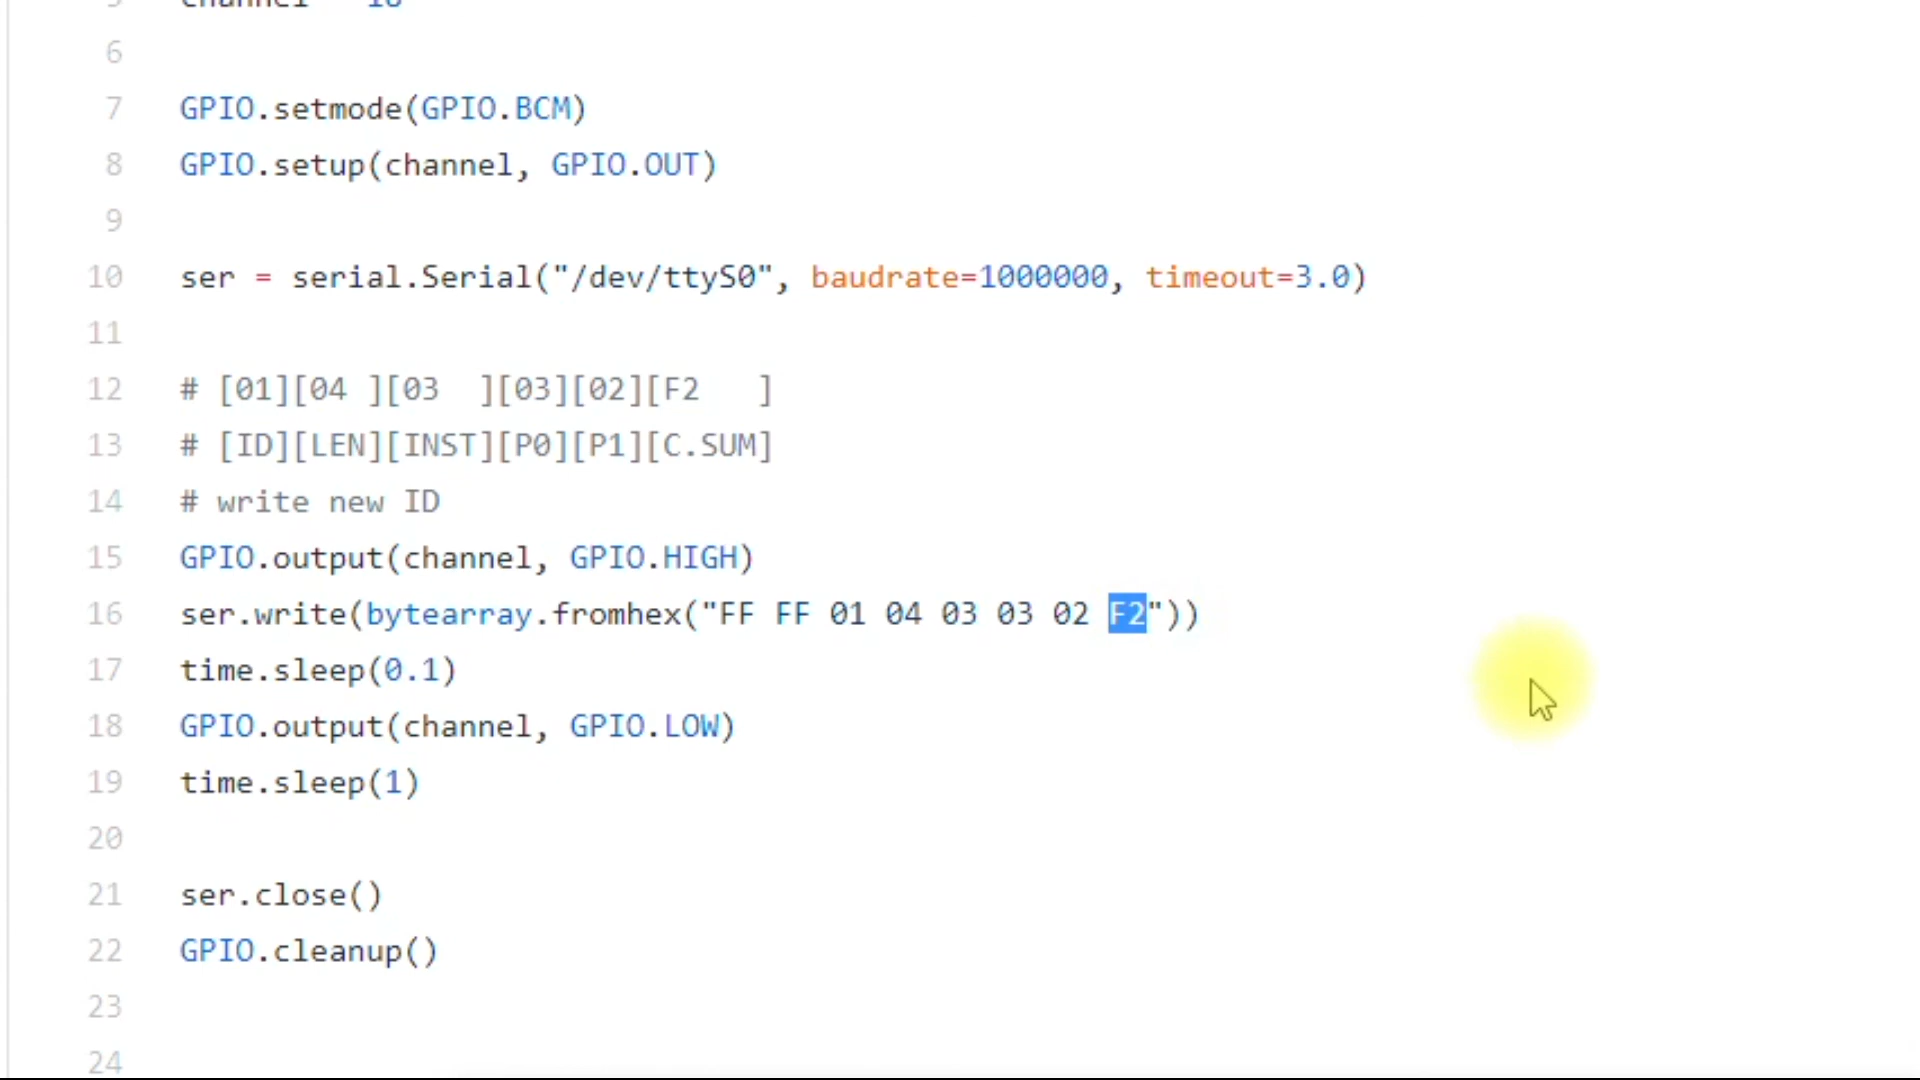 6
7 GPIO.setmode(GPIO.BCM)
8 GPIO.setup(channel, GPIO.OUT)
9
10 ser = serial.Serial("/dev/ttyS0", baudrate=1000000, timeout=3.0)
11
12 # [01][04 ][03  ][03][02][F2   ]
13 # [ID][LEN][INST][P0][P1][C.SUM]
14 # write new ID
15 GPIO.output(channel, GPIO.HIGH)
16 ser.write(bytearray.fromhex("FF FF 01 04 03 03 02 F2"))
17 time.sleep(0.1)
18 GPIO.output(channel, GPIO.LOW)
19 time.sleep(1)
20
21 ser.close()
22 GPIO.cleanup()
23
24